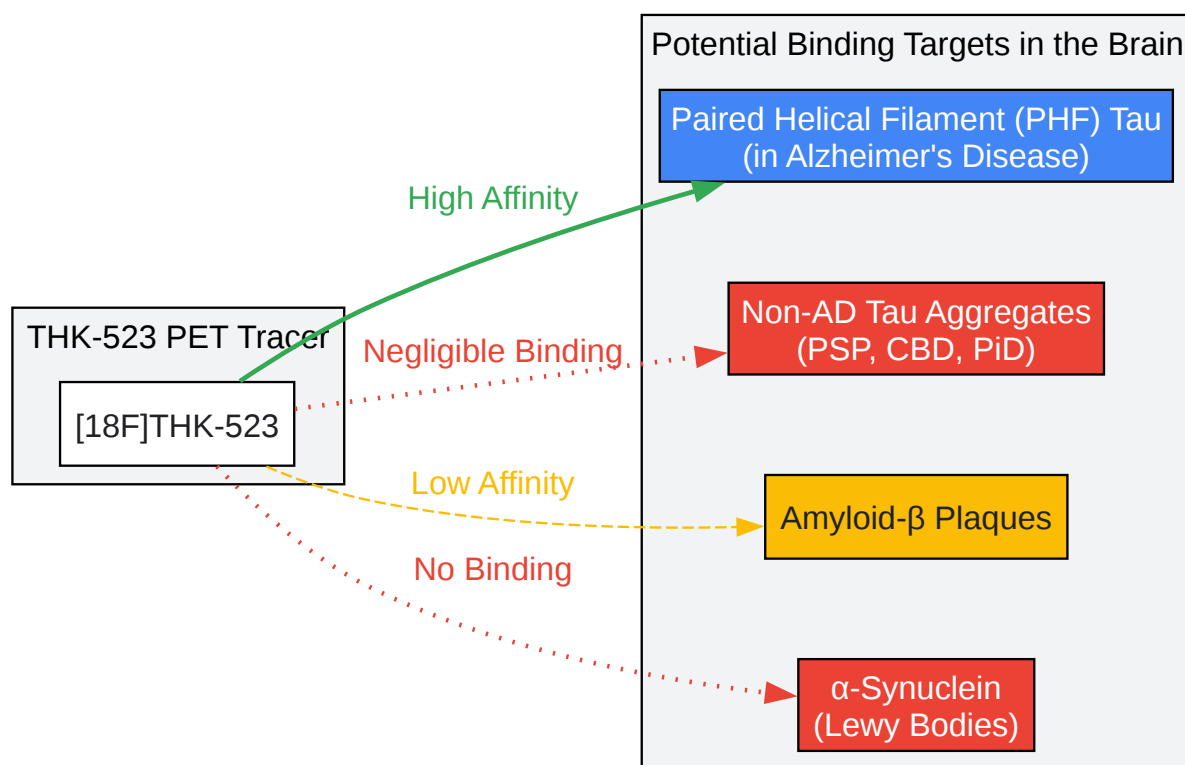 Potential Binding Targets in the Brain
Paired Helical Filament (PHF) Tau
(in Alzheimer's Disease)
High Affinity
Non-AD Tau Aggregates
(PSP, CBD, PiD)
THK-523 PET Tracer
Negligible Binding
[18F]THK-523
Low Affinity
Amyloid-β Plaques
No Binding
α-Synuclein
(Lewy Bodies)